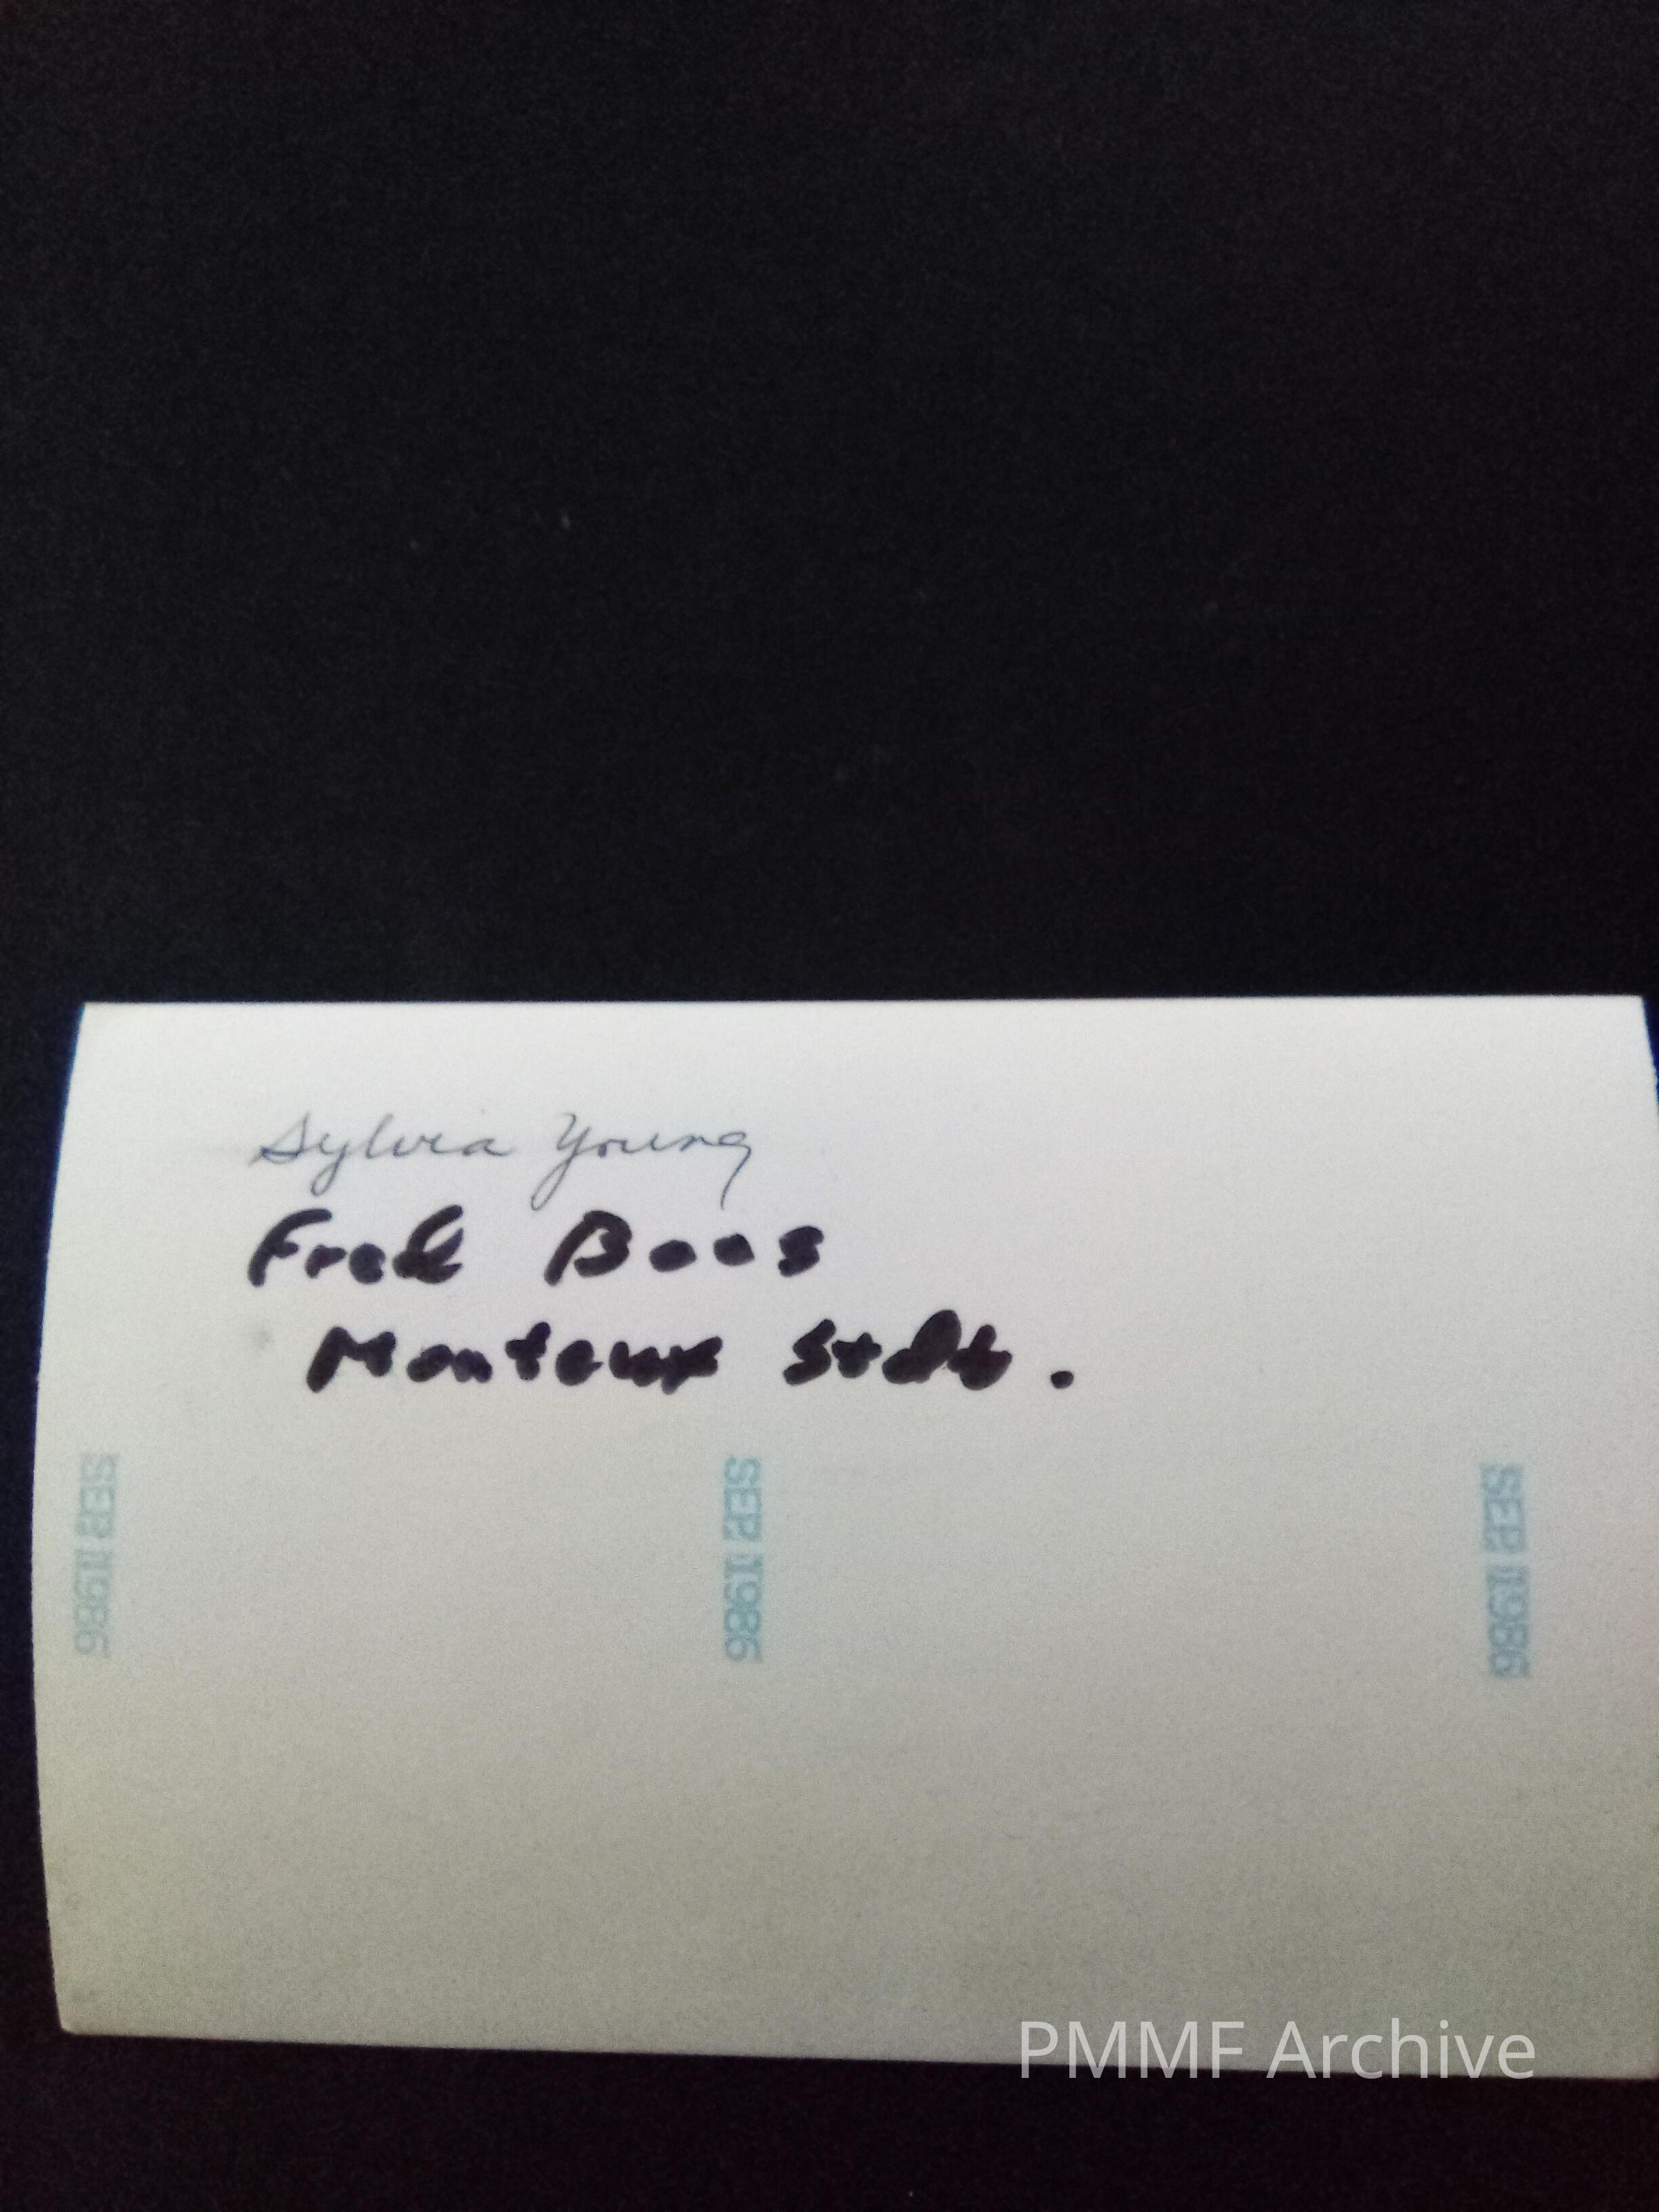 Sylvia Young
Fred Boos
Monteux Stdt.
SEP 1986
SEP 1986
SEP 1986
PMMF Archive